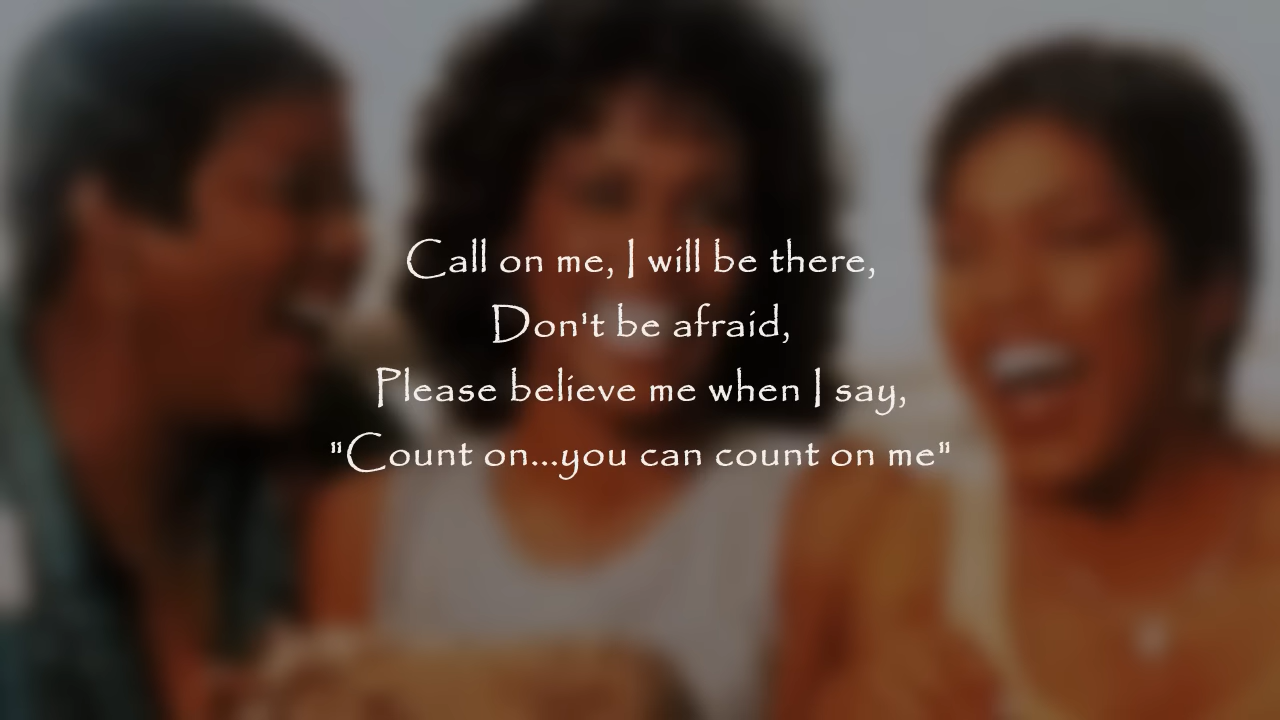 Call on me, I will be there,
Don't be afraid,
Please believe me when I say,
"Count on...you can count on me"